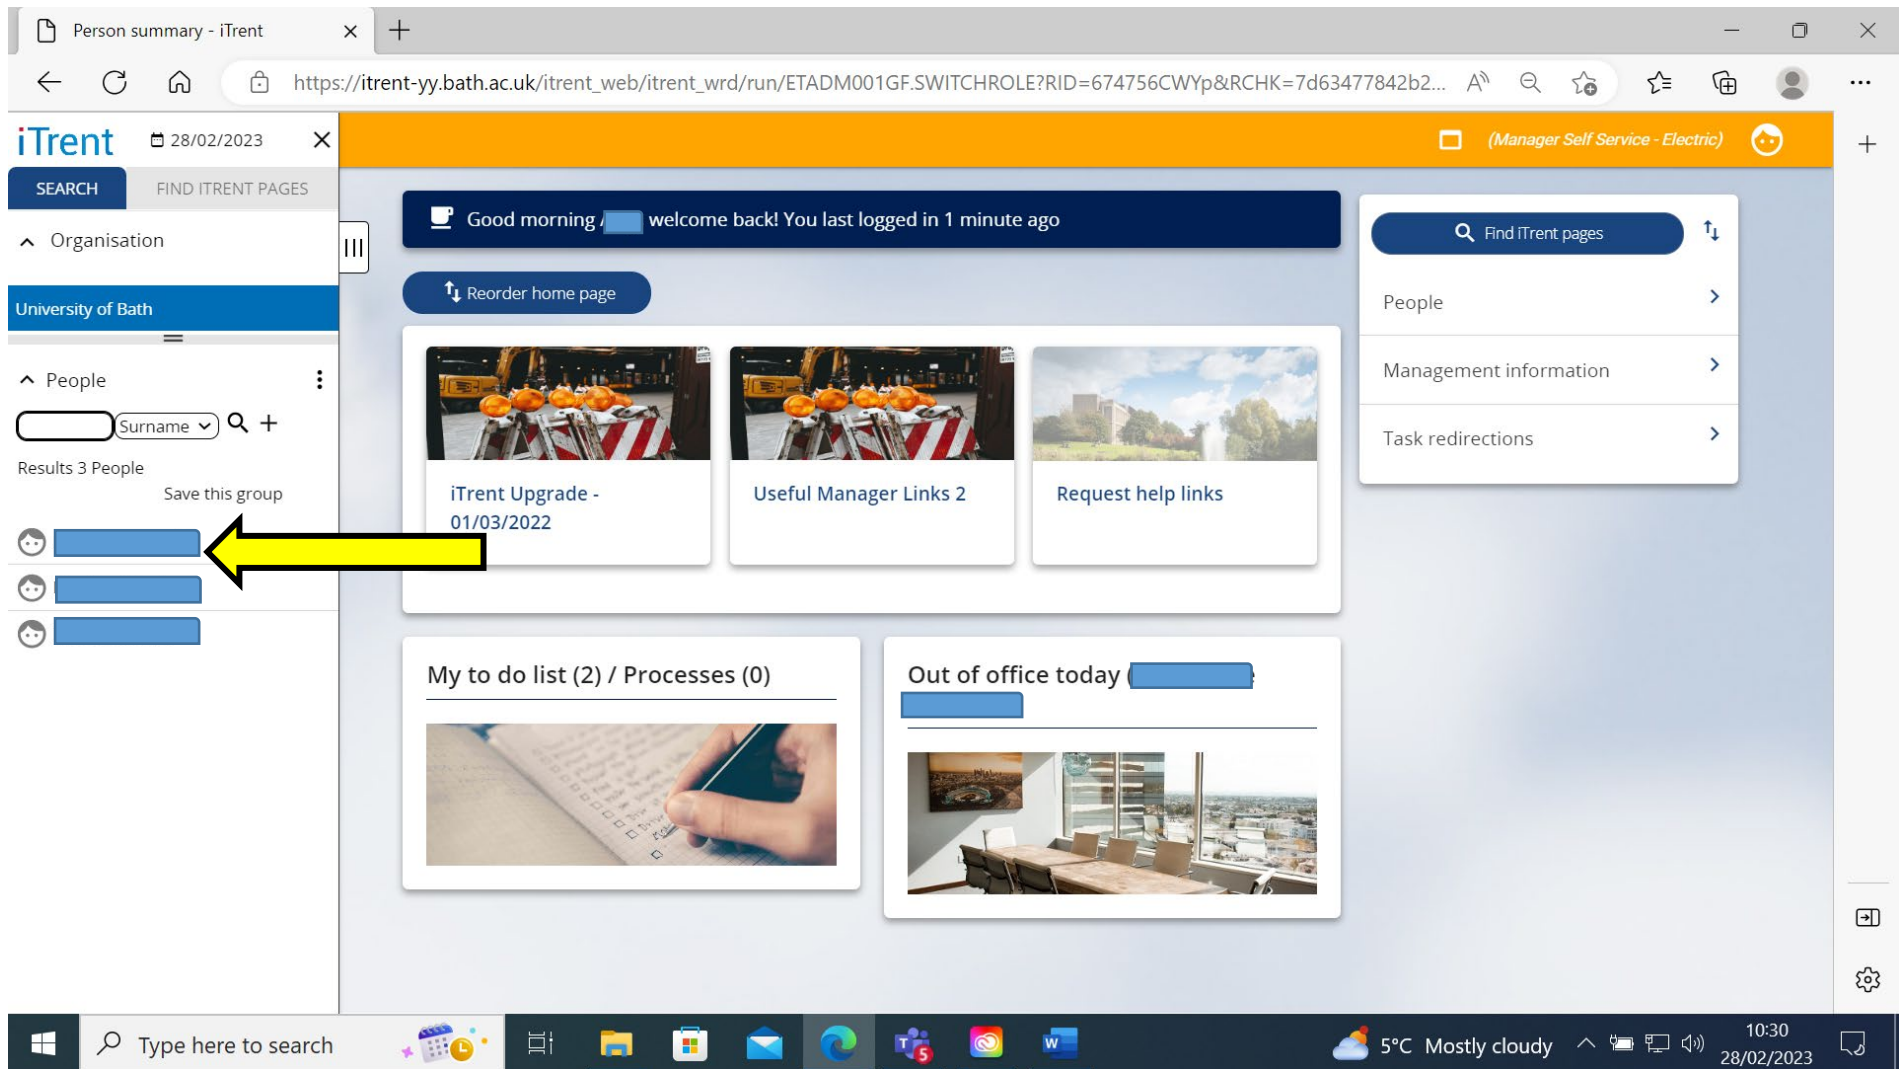 Person summary - iTrent
https://itrent-yy.bath.ac.uk/itrent_web/itrent_wrd/run/ETADM001GF.SWITCHROLE?RID=674756CWYp&RCHK=7d63477842b2...
iTrent 28/02/2023
SEARCH FIND ITRENT PAGES
Organisation
University of Bath
People
Surname
Results 3 People
Save this group
(Manager Self Service - Electric)
Good morning welcome back! You last logged in 1 minute ago
Reorder home page
iTrent Upgrade -
01/03/2022
Useful Manager Links 2
Request help links
My to do list (2) / Processes (0)
Out of office today (
Find iTrent pages
People
Management information
Task redirections
Type here to search
5
W
5°C Mostly cloudy
10:30
28/02/2023